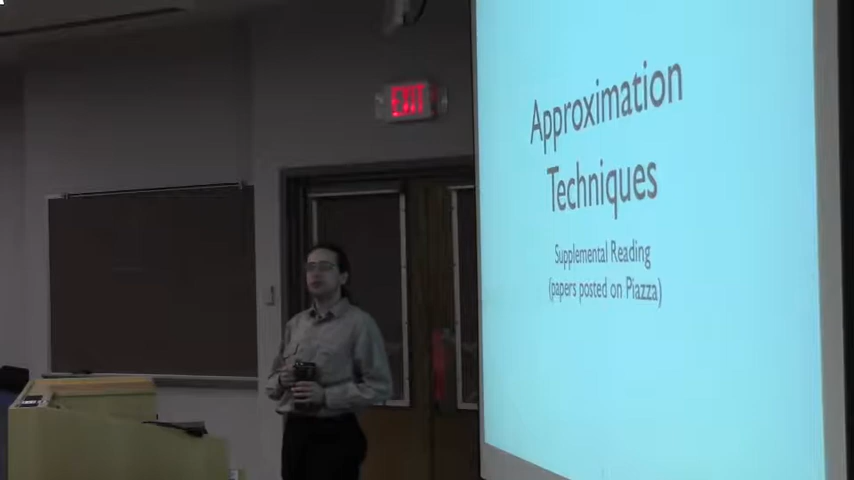 EXIT
Approximation
Techniques
Supplemental Reading
(papers posted on Piazza)